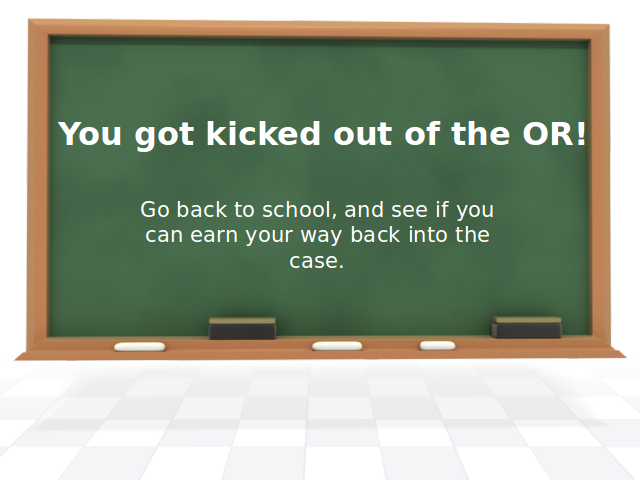 You got kicked out of the OR!
Go back to school, and see if you
can earn your way back into the
case.